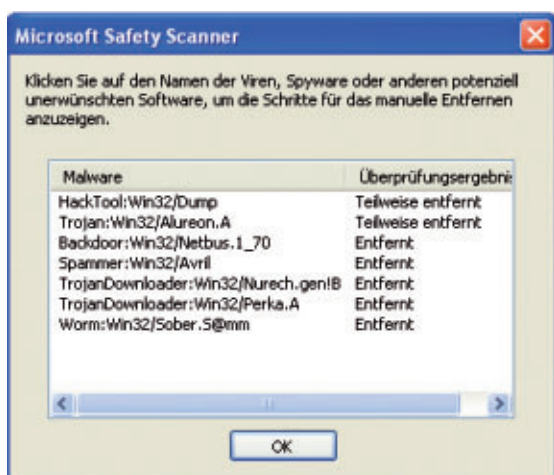 Microsoft Safety Scanner
Klicken Sie auf den Namen der Viren, Spyware oder anderen potenziell
unerwünschten Software, um die Schritte für das manuelle Entfernen
anzuzeigen.
Malware Überprüfungsergebnis
HackTool:Win32/Dump Teilweise entfernt
Trojan:Win32/Alureon.A Teilweise entfernt
Backdoor:Win32/Netbus.1_70 Entfernt
Spammer:Win32/Avril Entfernt
TrojanDownloader:Win32/Nurech.gen!B Entfernt
TrojanDownloader:Win32/Perka.A Entfernt
Worm:Win32/Sober.S@mm Entfernt
OK